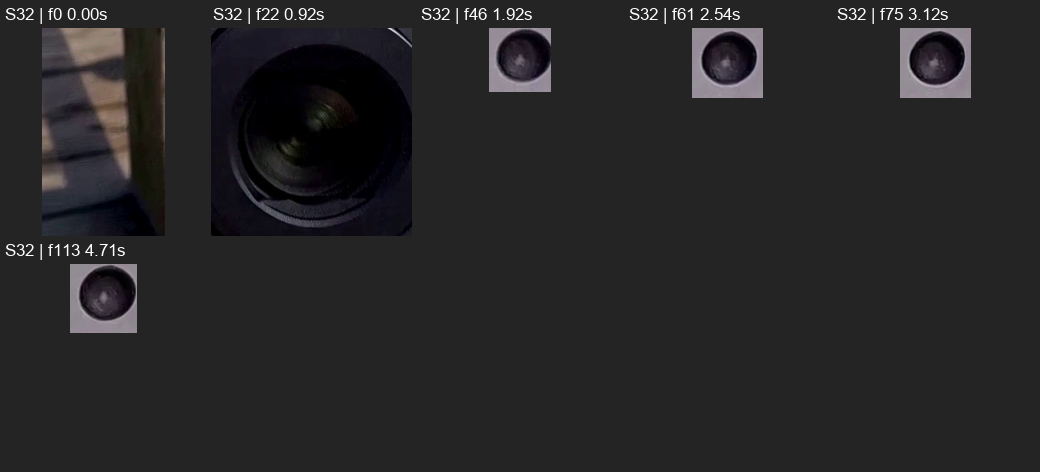 S32 | f0 0.00s
S32 | f22 0.92s
S32 | f46 1.92s
S32 | f61 2.54s
S32 | f75 3.12s
S32 | f113 4.71s